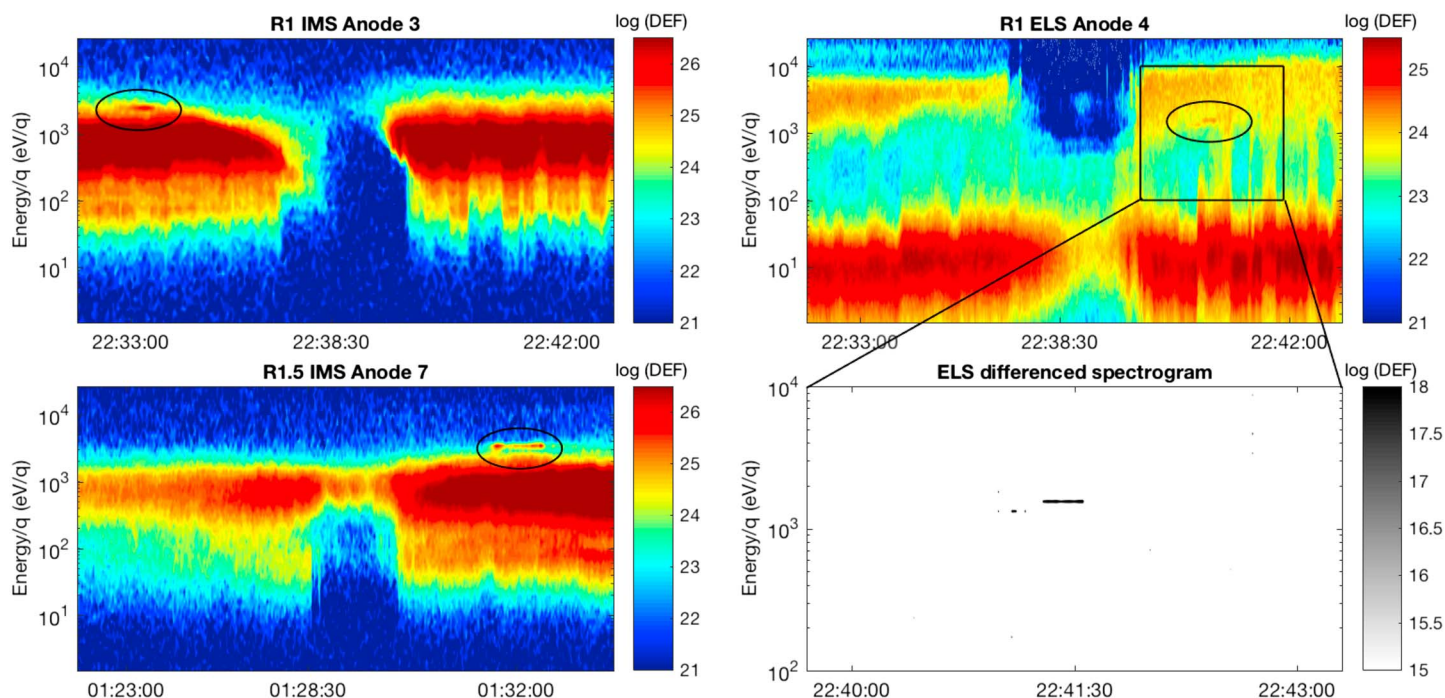 R1 IMS Anode 3
log (DEF)
Energy/q (eV/q)
10^4
10^3
10^2
10^1
22:33:00 22:38:30 22:42:00
26
25
24
23
22
21
R1 ELS Anode 4
log (DEF)
Energy/q (eV/q)
10^4
10^3
10^2
10^1
22:33:00 22:38:30 22:42:00
25
24
23
22
21
R1.5 IMS Anode 7
log (DEF)
Energy/q (eV/q)
10^4
10^3
10^2
10^1
01:23:00 01:28:30 01:32:00
26
25
24
23
22
21
ELS differenced spectrogram
log (DEF)
Energy/q (eV/q)
10^4
10^3
10^2
22:40:00 22:41:30 22:43:00
18
17.5
17
16.5
16
15.5
15